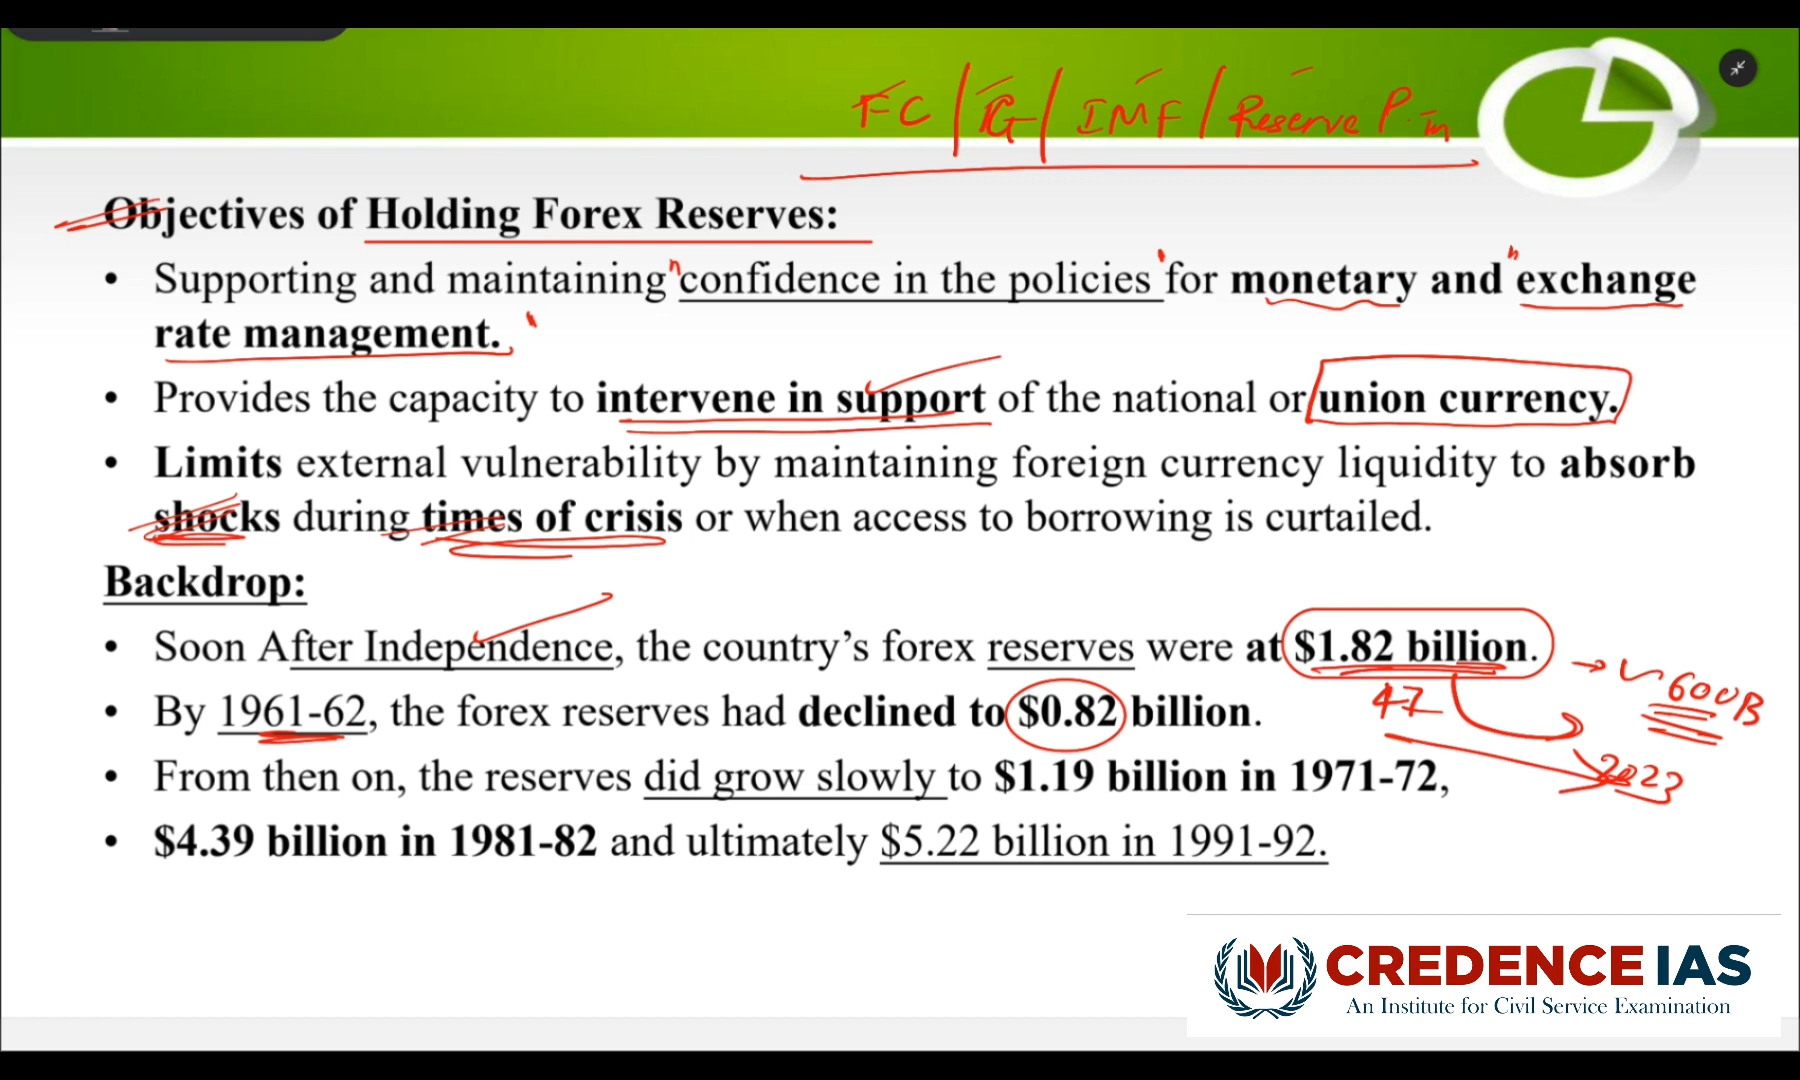 FC / G / IMF / Reserve P. in
Objectives of Holding Forex Reserves:
• Supporting and maintaining "confidence in the policies" for monetary and "exchange
rate management."
• Provides the capacity to intervene in support of the national or union currency.
• Limits external vulnerability by maintaining foreign currency liquidity to absorb
shocks during times of crisis or when access to borrowing is curtailed.
Backdrop:
• Soon After Independence, the country's forex reserves were at $1.82 billion.
→ ~ 600B
• By 1961-62, the forex reserves had declined to $0.82 billion.
47
• From then on, the reserves did grow slowly to $1.19 billion in 1971-72,
2023
• $4.39 billion in 1981-82 and ultimately $5.22 billion in 1991-92.
CREDENCE IAS
An Institute for Civil Service Examination